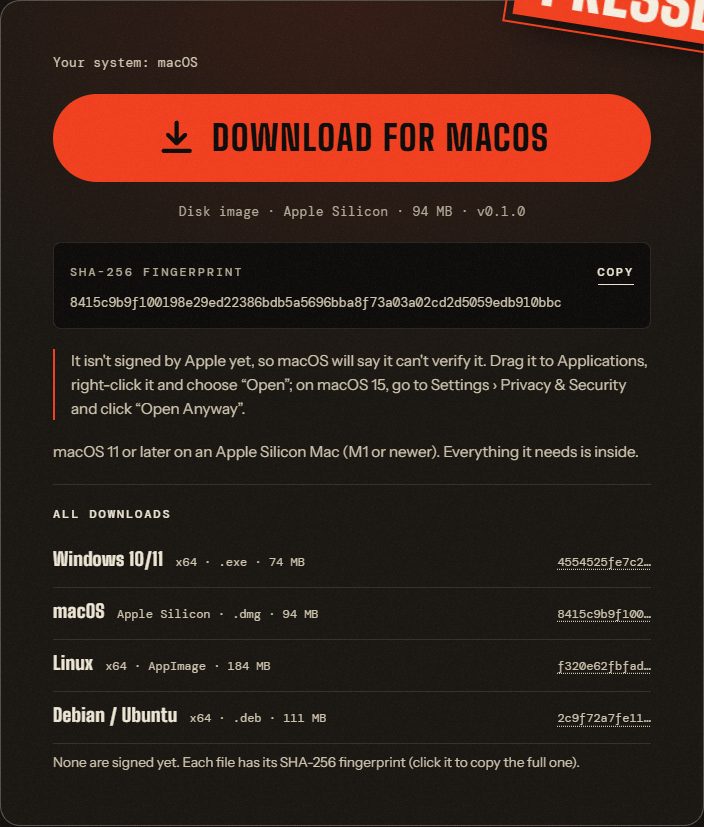 Your system: macOS
DOWNLOAD FOR MACOS
Disk image · Apple Silicon · 94 MB · v0.1.0
SHA-256 FINGERPRINT COPY
8415c9b9f100198e29ed22386bdb5a5696bba8f73a03a02cd2d5059edb910bbc
It isn't signed by Apple yet, so macOS will say it can't verify it. Drag it to Applications,
right-click it and choose “Open”; on macOS 15, go to Settings › Privacy & Security
and click “Open Anyway”.
macOS 11 or later on an Apple Silicon Mac (M1 or newer). Everything it needs is inside.
ALL DOWNLOADS
Windows 10/11 x64 · .exe · 74 MB 4554525fe7c2…
macOS Apple Silicon · .dmg · 94 MB 8415c9b9f100…
Linux x64 · AppImage · 184 MB f320e62fbfad…
Debian / Ubuntu x64 · .deb · 111 MB 2c9f72a7fe11…
None are signed yet. Each file has its SHA-256 fingerprint (click it to copy the full one).